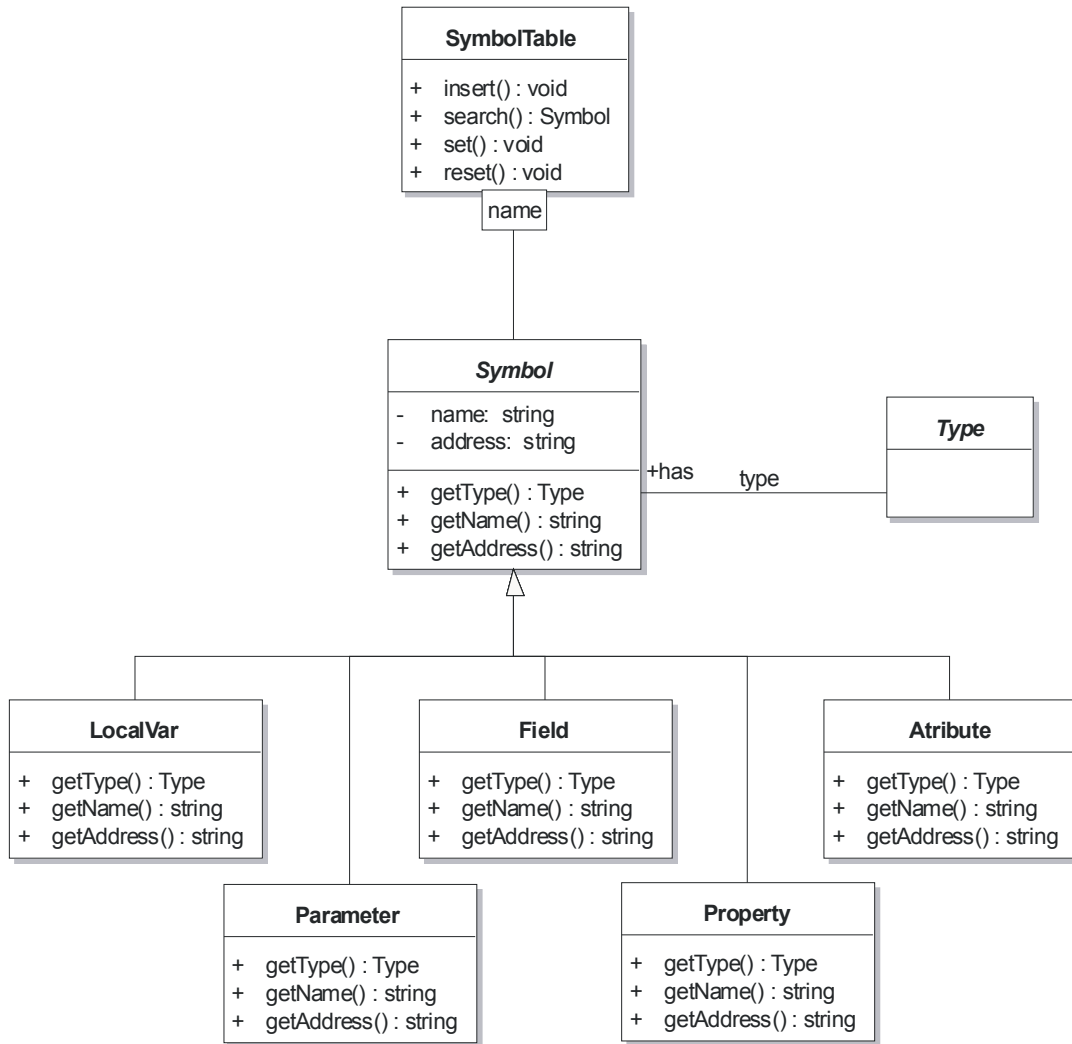 SymbolTable
+ insert() : void
+ search() : Symbol
+ set() : void
+ reset() : void
name
Symbol
- name: string
- address: string
+ getType() : Type
+ getName() : string
+ getAddress() : string
+has
type
Type
LocalVar
+ getType() : Type
+ getName() : string
+ getAddress() : string
Field
+ getType() : Type
+ getName() : string
+ getAddress() : string
Atribute
+ getType() : Type
+ getName() : string
+ getAddress() : string
Parameter
+ getType() : Type
+ getName() : string
+ getAddress() : string
Property
+ getType() : Type
+ getName() : string
+ getAddress() : string